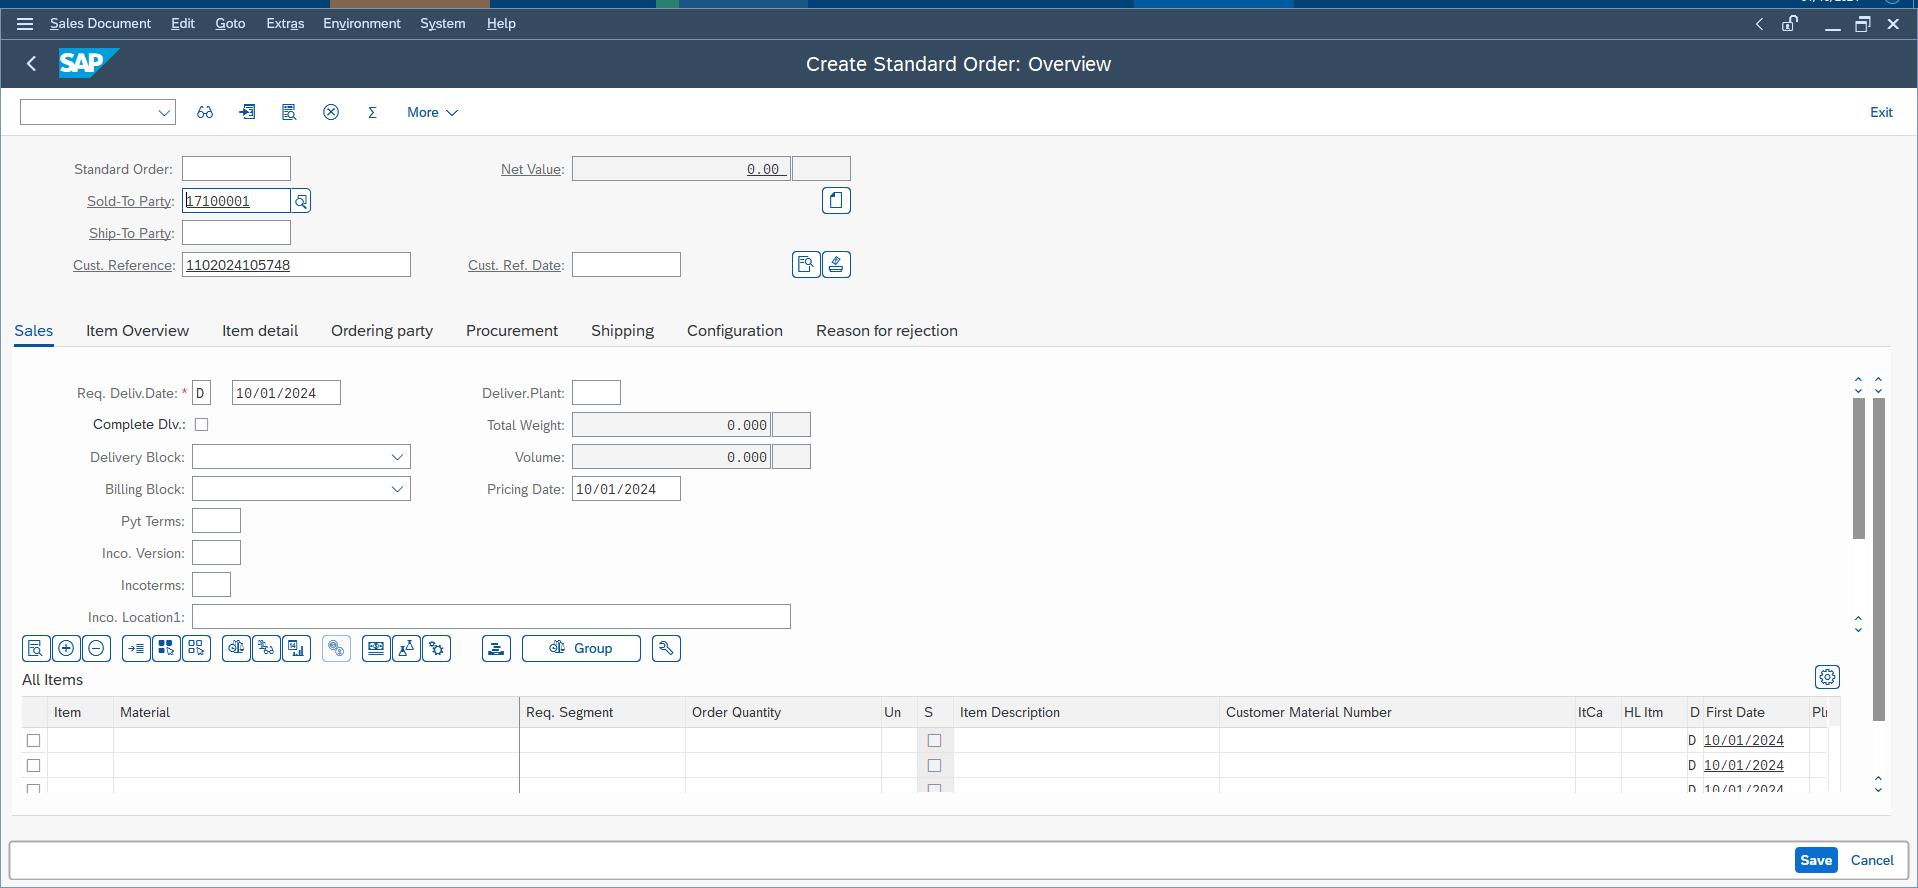 Sales Document Edit Goto Extras Environment System Help
SAP Create Standard Order: Overview
Σ More Exit
Standard Order: Net Value: 0.00
Sold-To Party: 17100001
Ship-To Party:
Cust. Reference: 1102024105748 Cust. Ref. Date:
Sales Item Overview Item detail Ordering party Procurement Shipping Configuration Reason for rejection
Req. Deliv.Date: * D 10/01/2024 Deliver.Plant:
Complete Dlv.: Total Weight: 0.000
Delivery Block: Volume: 0.000
Billing Block: Pricing Date: 10/01/2024
Pyt Terms:
Inco. Version:
Incoterms:
Inco. Location1:
Group
All Items
Item Material Req. Segment Order Quantity Un S Item Description Customer Material Number ItCa HL Itm D First Date
D 10/01/2024
D 10/01/2024
D 10/01/2024
Save Cancel